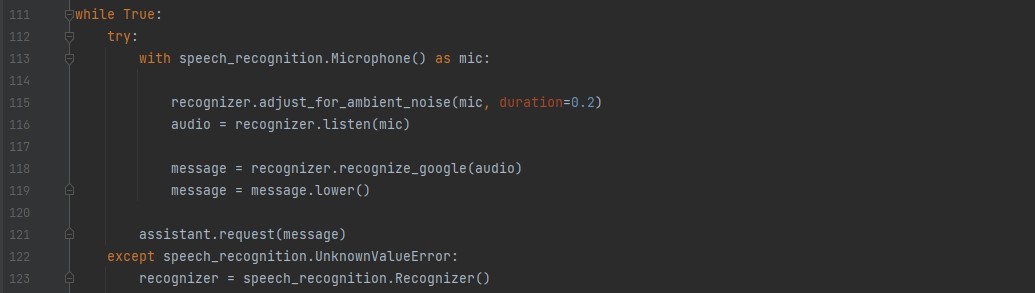 111 while True:
112     try:
113         with speech_recognition.Microphone() as mic:
114
115             recognizer.adjust_for_ambient_noise(mic, duration=0.2)
116             audio = recognizer.listen(mic)
117
118             message = recognizer.recognize_google(audio)
119             message = message.lower()
120
121         assistant.request(message)
122     except speech_recognition.UnknownValueError:
123         recognizer = speech_recognition.Recognizer()